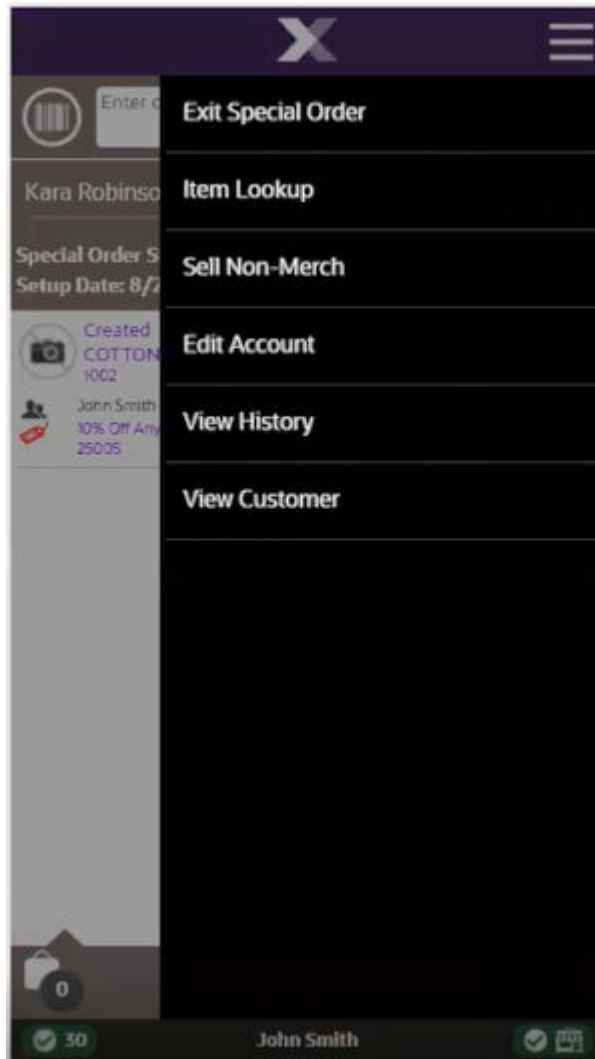 Enter
Exit Special Order
Item Lookup
Kara Robinso
Special Order S
Setup Date: 8/2
Sell Non-Merch
Created
COTTON
1002
Edit Account
John Smith
10% Off Any
25005
View History
View Customer
0
30
John Smith